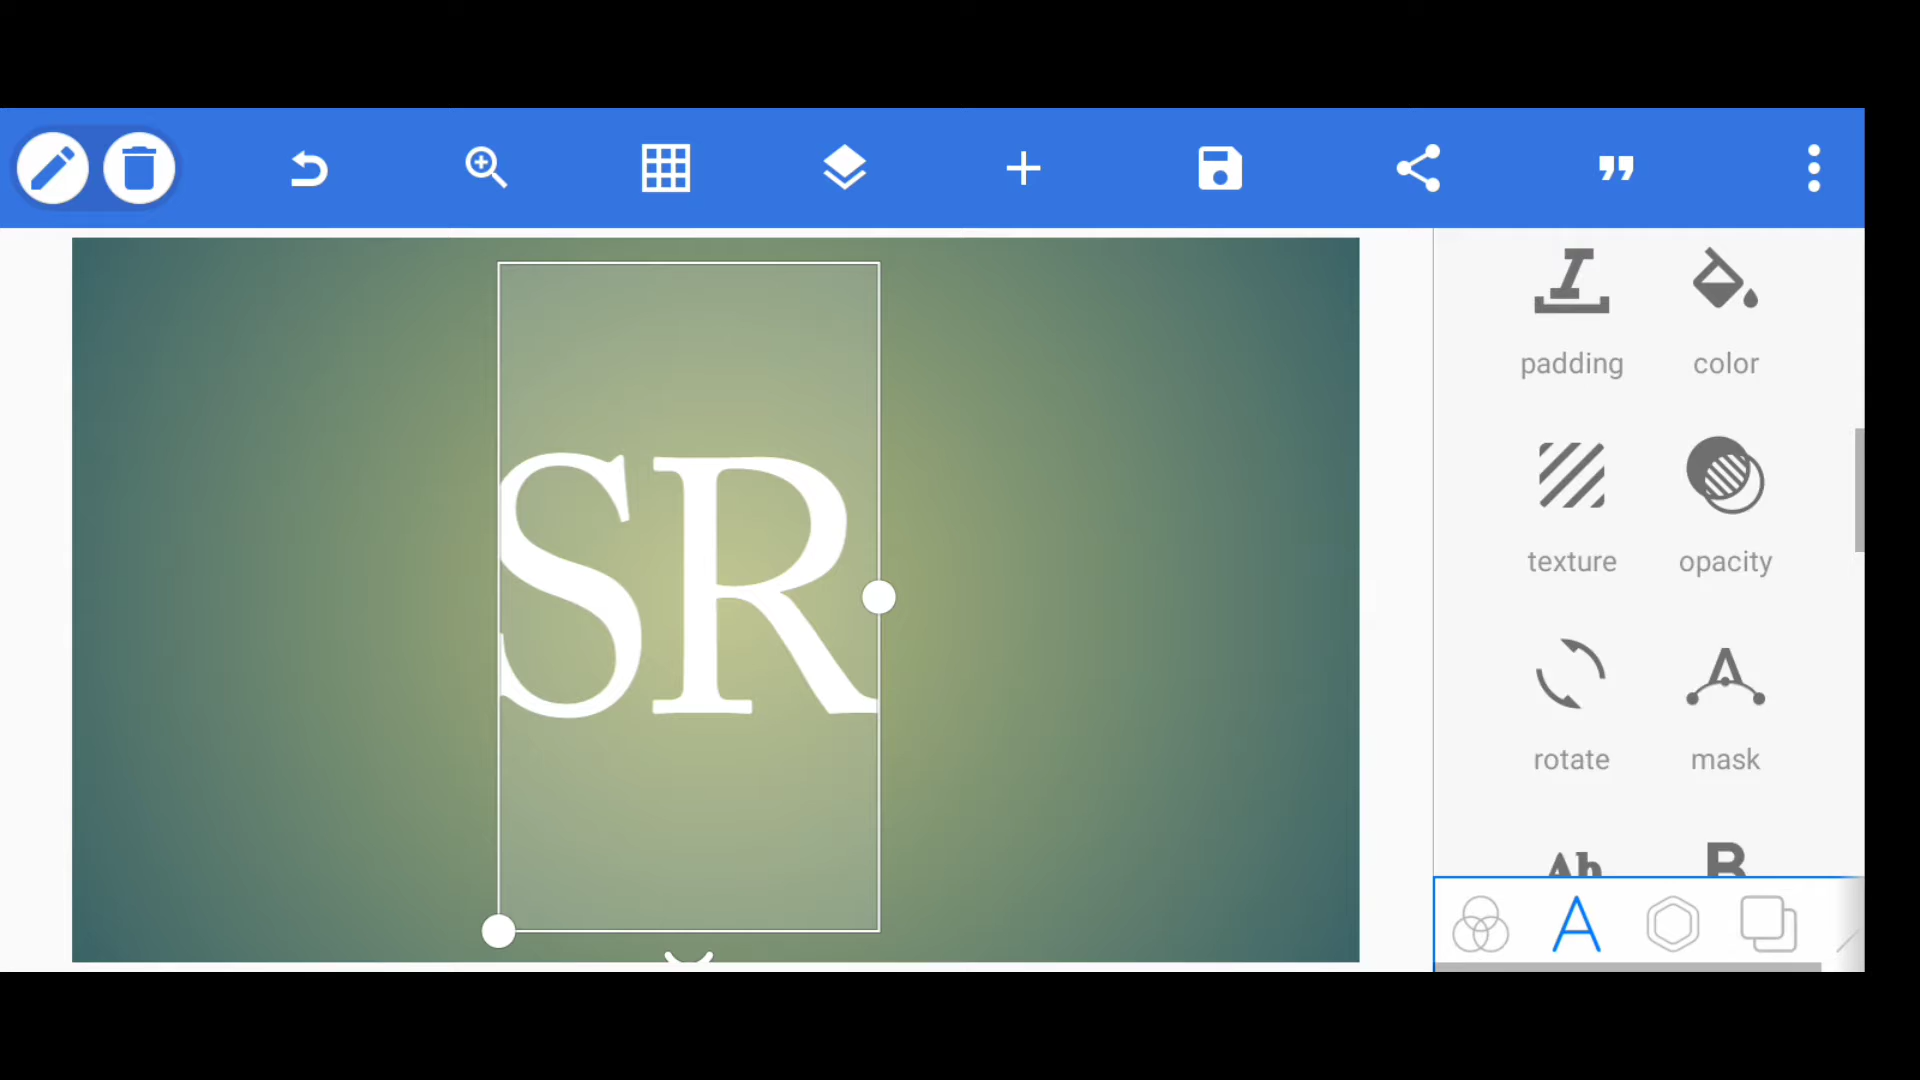 SR
padding
color
texture
opacity
rotate
mask
Ab
B
A